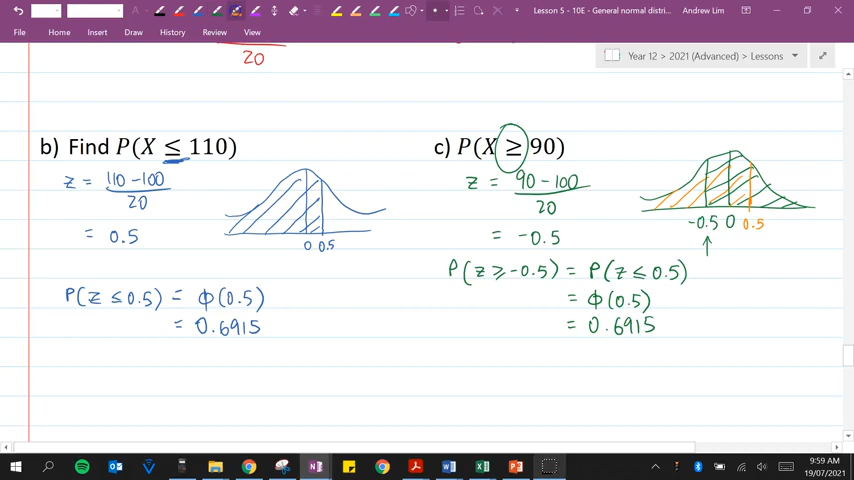 Lesson 5 - 10E - General normal distri...
Andrew Lim
File
Home
Insert
Draw
History
Review
View
Year 12 > 2021 (Advanced) > Lessons
20
b) Find P(X ≤ 110)
z = 110 - 100
20
= 0.5
0 0.5
P(z ≤ 0.5) = Φ(0.5)
= 0.6915
c) P(X ≥ 90)
z = 90 - 100
20
= -0.5
-0.5 0 0.5
P(z ≥ -0.5) = P(z ≤ 0.5)
= Φ(0.5)
= 0.6915
9:59 AM
19/07/2021